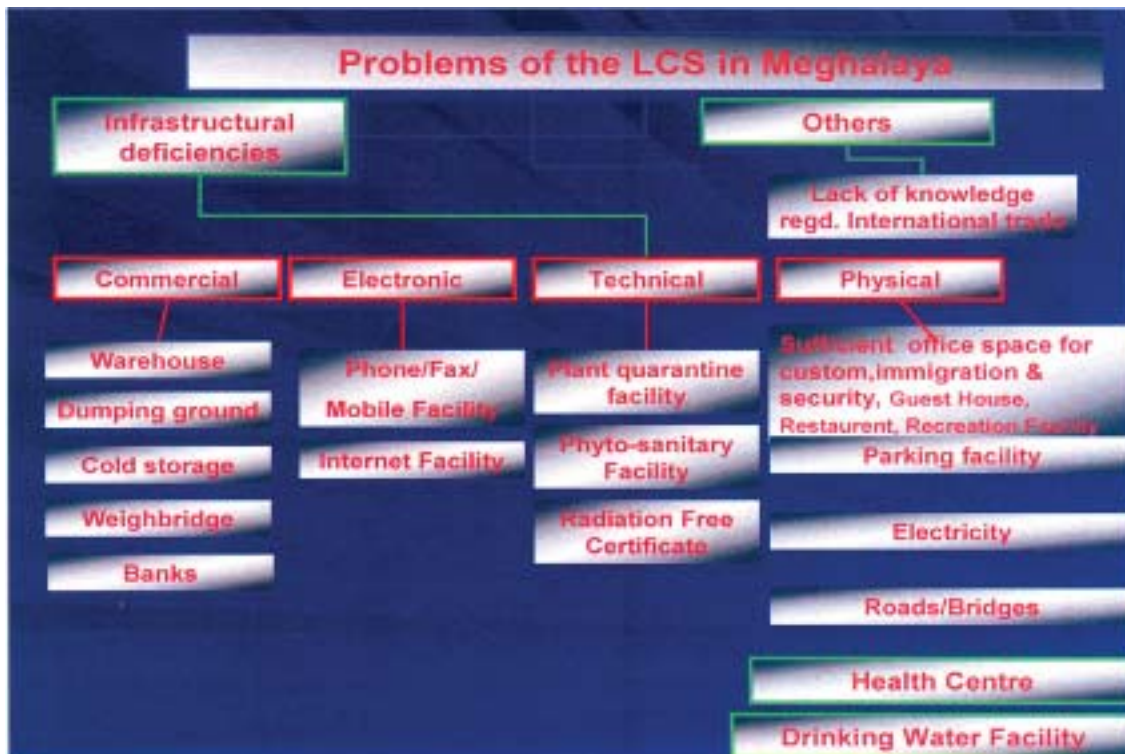 Problems of the LCS in Meghalaya
Infrastructural
deficiencies
Others
Lack of knowledge
regd. International trade
Commercial
Electronic
Technical
Physical
Warehouse
Dumping ground
Cold storage
Weighbridge
Banks
Phone/Fax/
Mobile Facility
Internet Facility
Plant quarantine
facility
Phyto-sanitary
Facility
Radiation Free
Certificate
Sufficient office space for
custom,immigration &
security, Guest House,
Restaurent, Recreation Facility
Parking facility
Electricity
Roads/Bridges
Health Centre
Drinking Water Facility